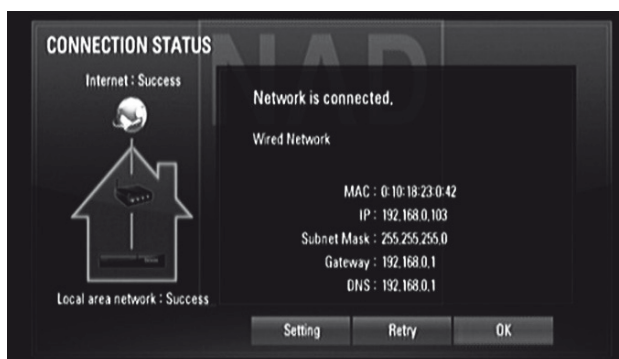 NAD
CONNECTION STATUS
Internet : Success
Local area network : Success
Network is connected.
Wired Network
MAC : 0:10:18:23:0:42
IP : 192.168.0.103
Subnet Mask : 255.255.255.0
Gateway : 192.168.0.1
DNS : 192.168.0.1
Setting
Retry
OK